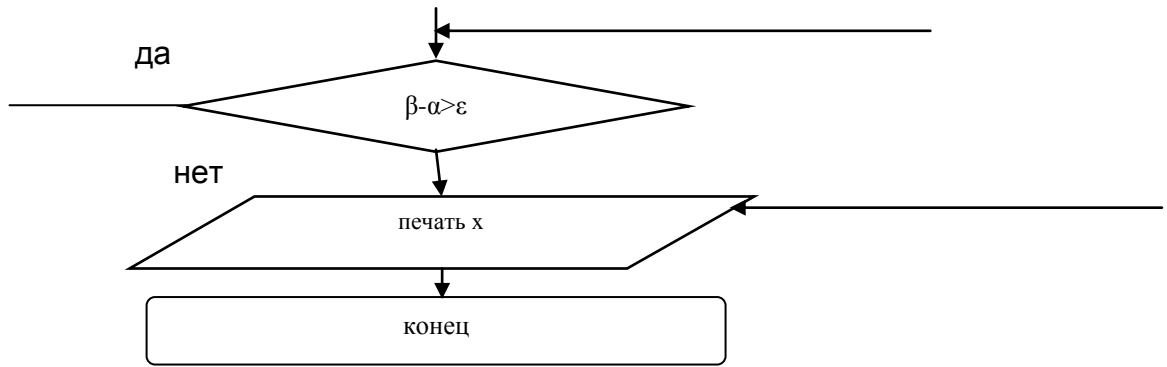 да
β-α>ε
нет
печать x
конец